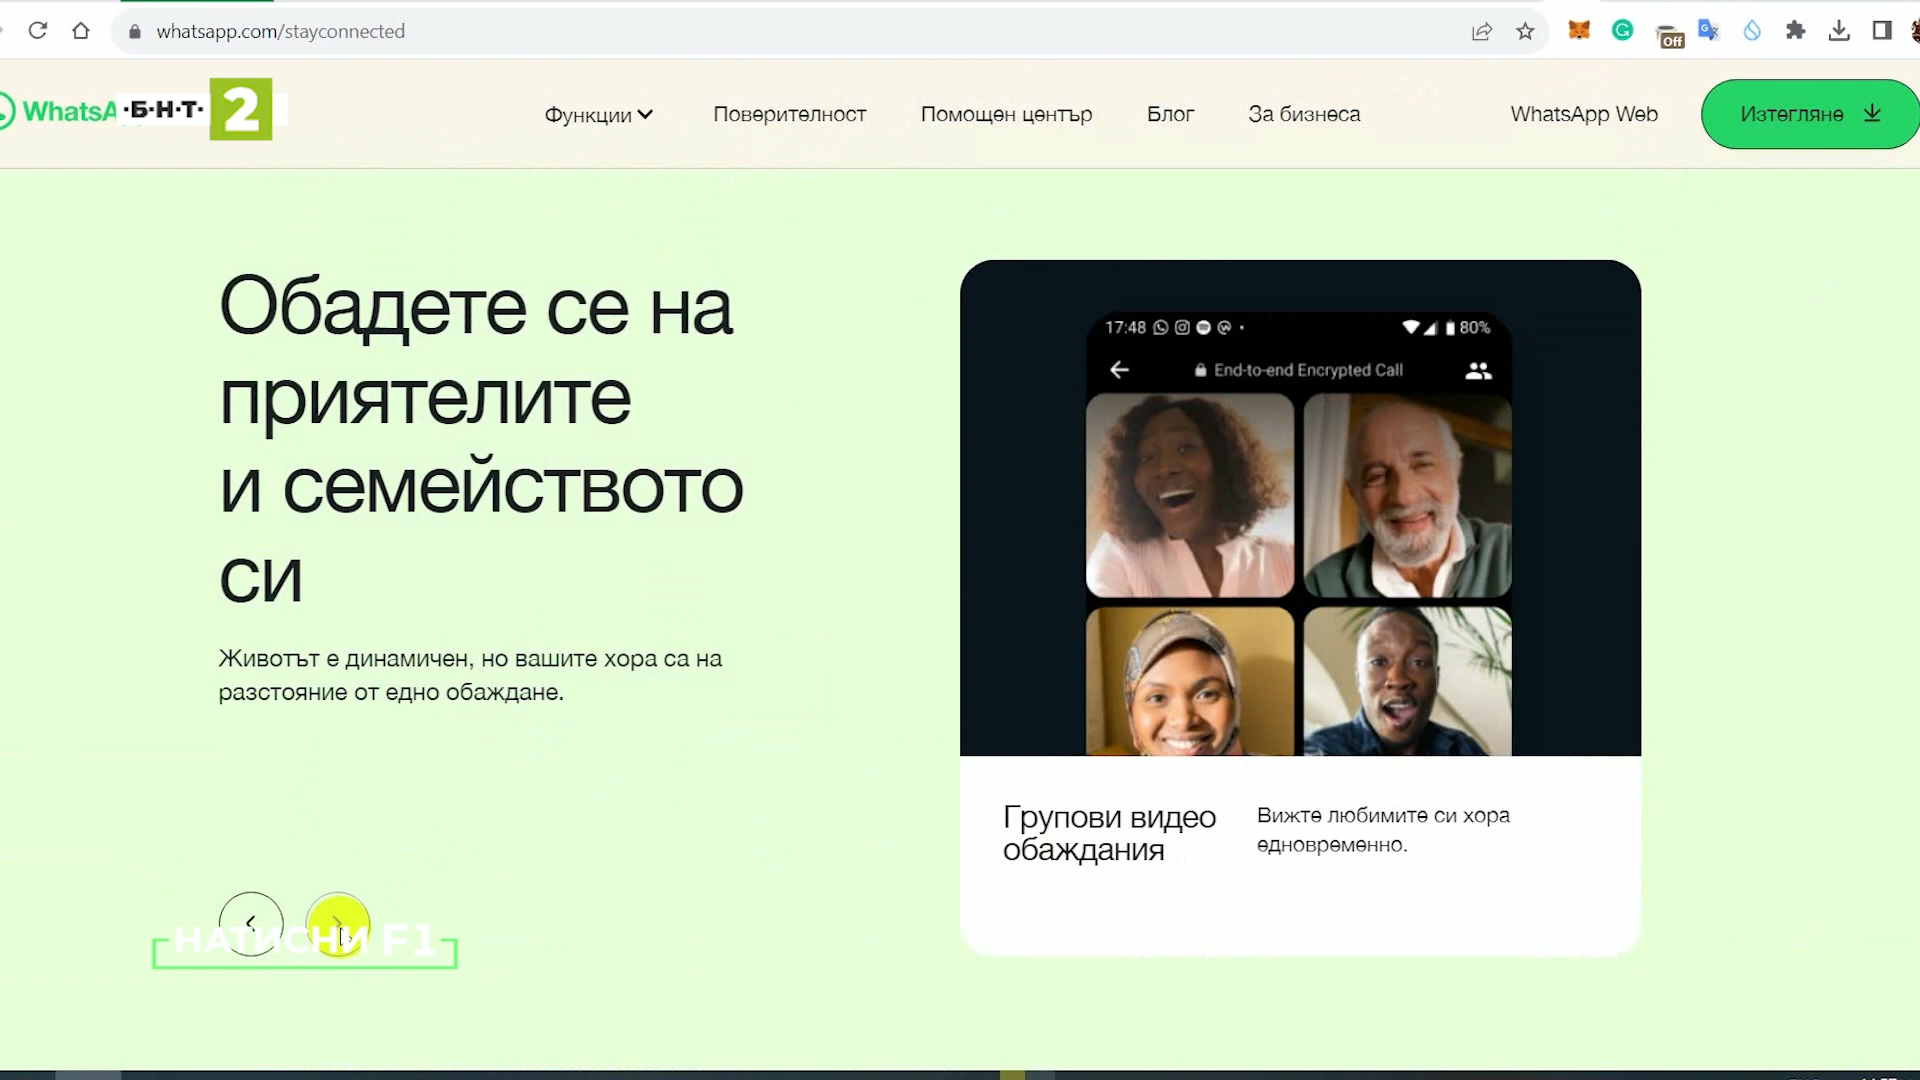 whatsapp.com/stayconnected
Off
WhatsA
·Б·Н·Т· 2
Функции
Поверителност
Помощен център
Блог
За бизнеса
WhatsApp Web
Изтегляне
Обадете се на
приятелите
и семейството
си
Животът е динамичен, но вашите хора са на
разстояние от едно обаждане.
17:48
80%
End-to-end Encrypted Call
Групови видео
обаждания
Вижте любимите си хора
едновременно.
НАТИСНИ F1